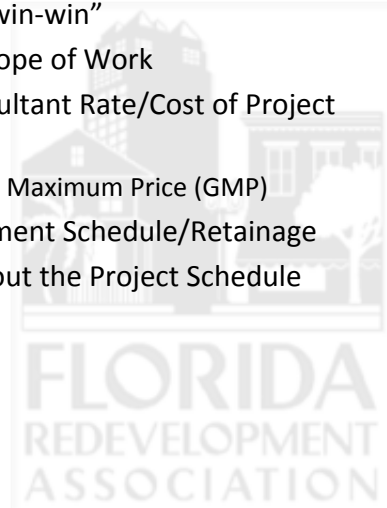 win-win”
ope of Work
ultant Rate/Cost of Project
Maximum Price (GMP)
ment Schedule/Retainage
out the Project Schedule
FLORIDA
REDEVELOPMENT
ASSOCIATION